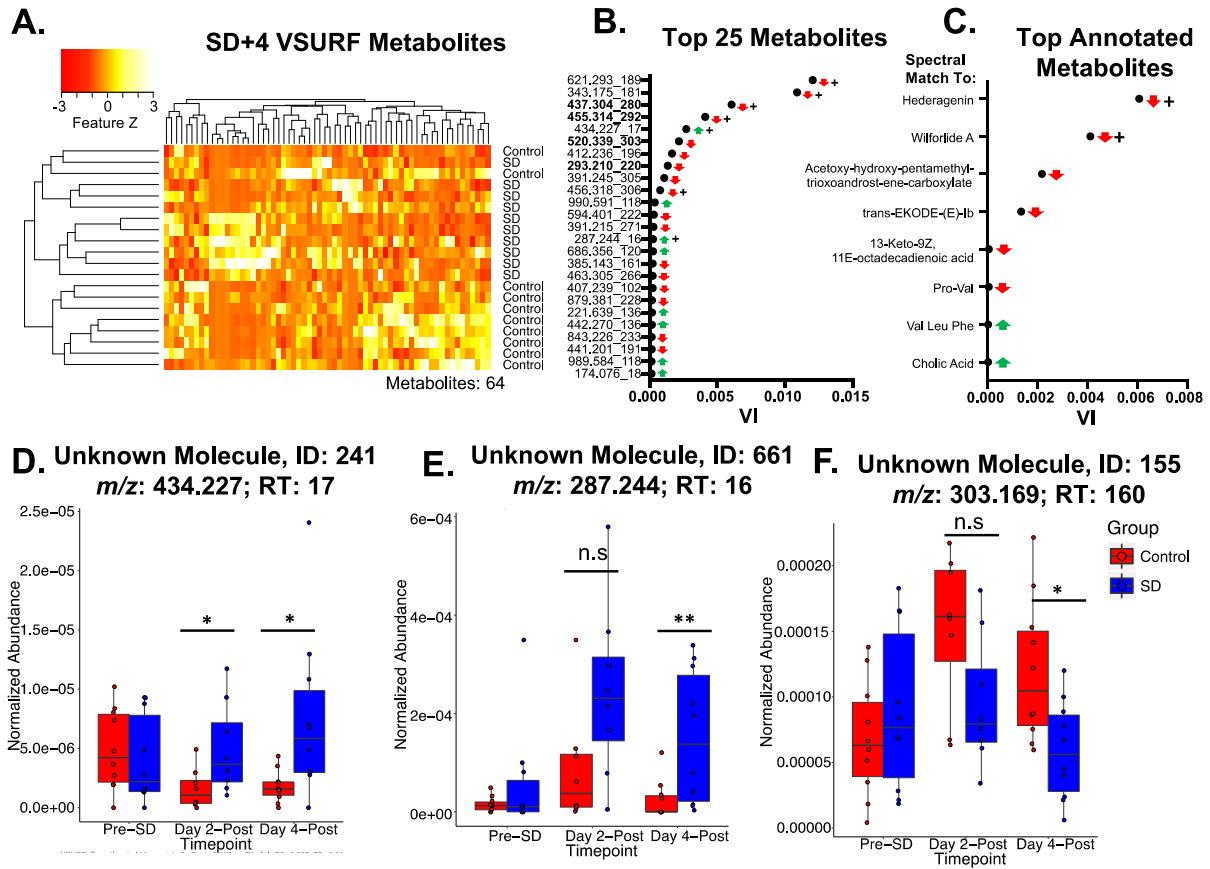 A.
SD+4 VSURF Metabolites
-3 0 3
Feature Z
Control
SD
Control
SD
SD
SD
SD
SD
SD
SD
SD
SD
Control
Control
Control
Control
Control
Control
Control
Control
Metabolites: 64
B.
Top 25 Metabolites
621.293_189
343.175_181
437.304_280
455.314_292
434.227_17
520.339_303
412.236_196
293.210_220
391.245_305
456.318_306
990.591_118
594.401_222
391.215_271
287.244_16
686.356_120
385.143_161
463.305_266
407.239_102
879.381_228
221.639_136
442.270_136
843.226_233
441.201_191
989.584_118
174.076_18
+
+
+
+
+
+
+
0.000 0.005 0.010 0.015
VI
C.
Top Annotated
Metabolites
Spectral
Match To:
Hederagenin
+
Wilforlide A
+
Acetoxy-hydroxy-pentamethyl-
trioxoandrost-ene-carboxylate
trans-EKODE-(E)-Ib
13-Keto-9Z,
11E-octadecadienoic acid
Pro-Val
Val Leu Phe
Cholic Acid
0.000 0.002 0.004 0.006 0.008
VI
D.
Unknown Molecule, ID: 241
m/z: 434.227; RT: 17
Normalized Abundance
2.5e−05
2.0e−05
1.5e−05
1.0e−05
5.0e−06
0.0e+00
*
*
Pre−SD Day 2−Post Day 4−Post
Timepoint
E.
Unknown Molecule, ID: 661
m/z: 287.244; RT: 16
Normalized Abundance
6e−04
4e−04
2e−04
0e+00
n.s
**
Pre−SD Day 2−Post Day 4−Post
Timepoint
F.
Unknown Molecule, ID: 155
m/z: 303.169; RT: 160
Normalized Abundance
0.00020
0.00015
0.00010
0.00005
0.00000
n.s
*
Pre−SD Day 2−Post Day 4−Post
Timepoint
Group
Control
SD